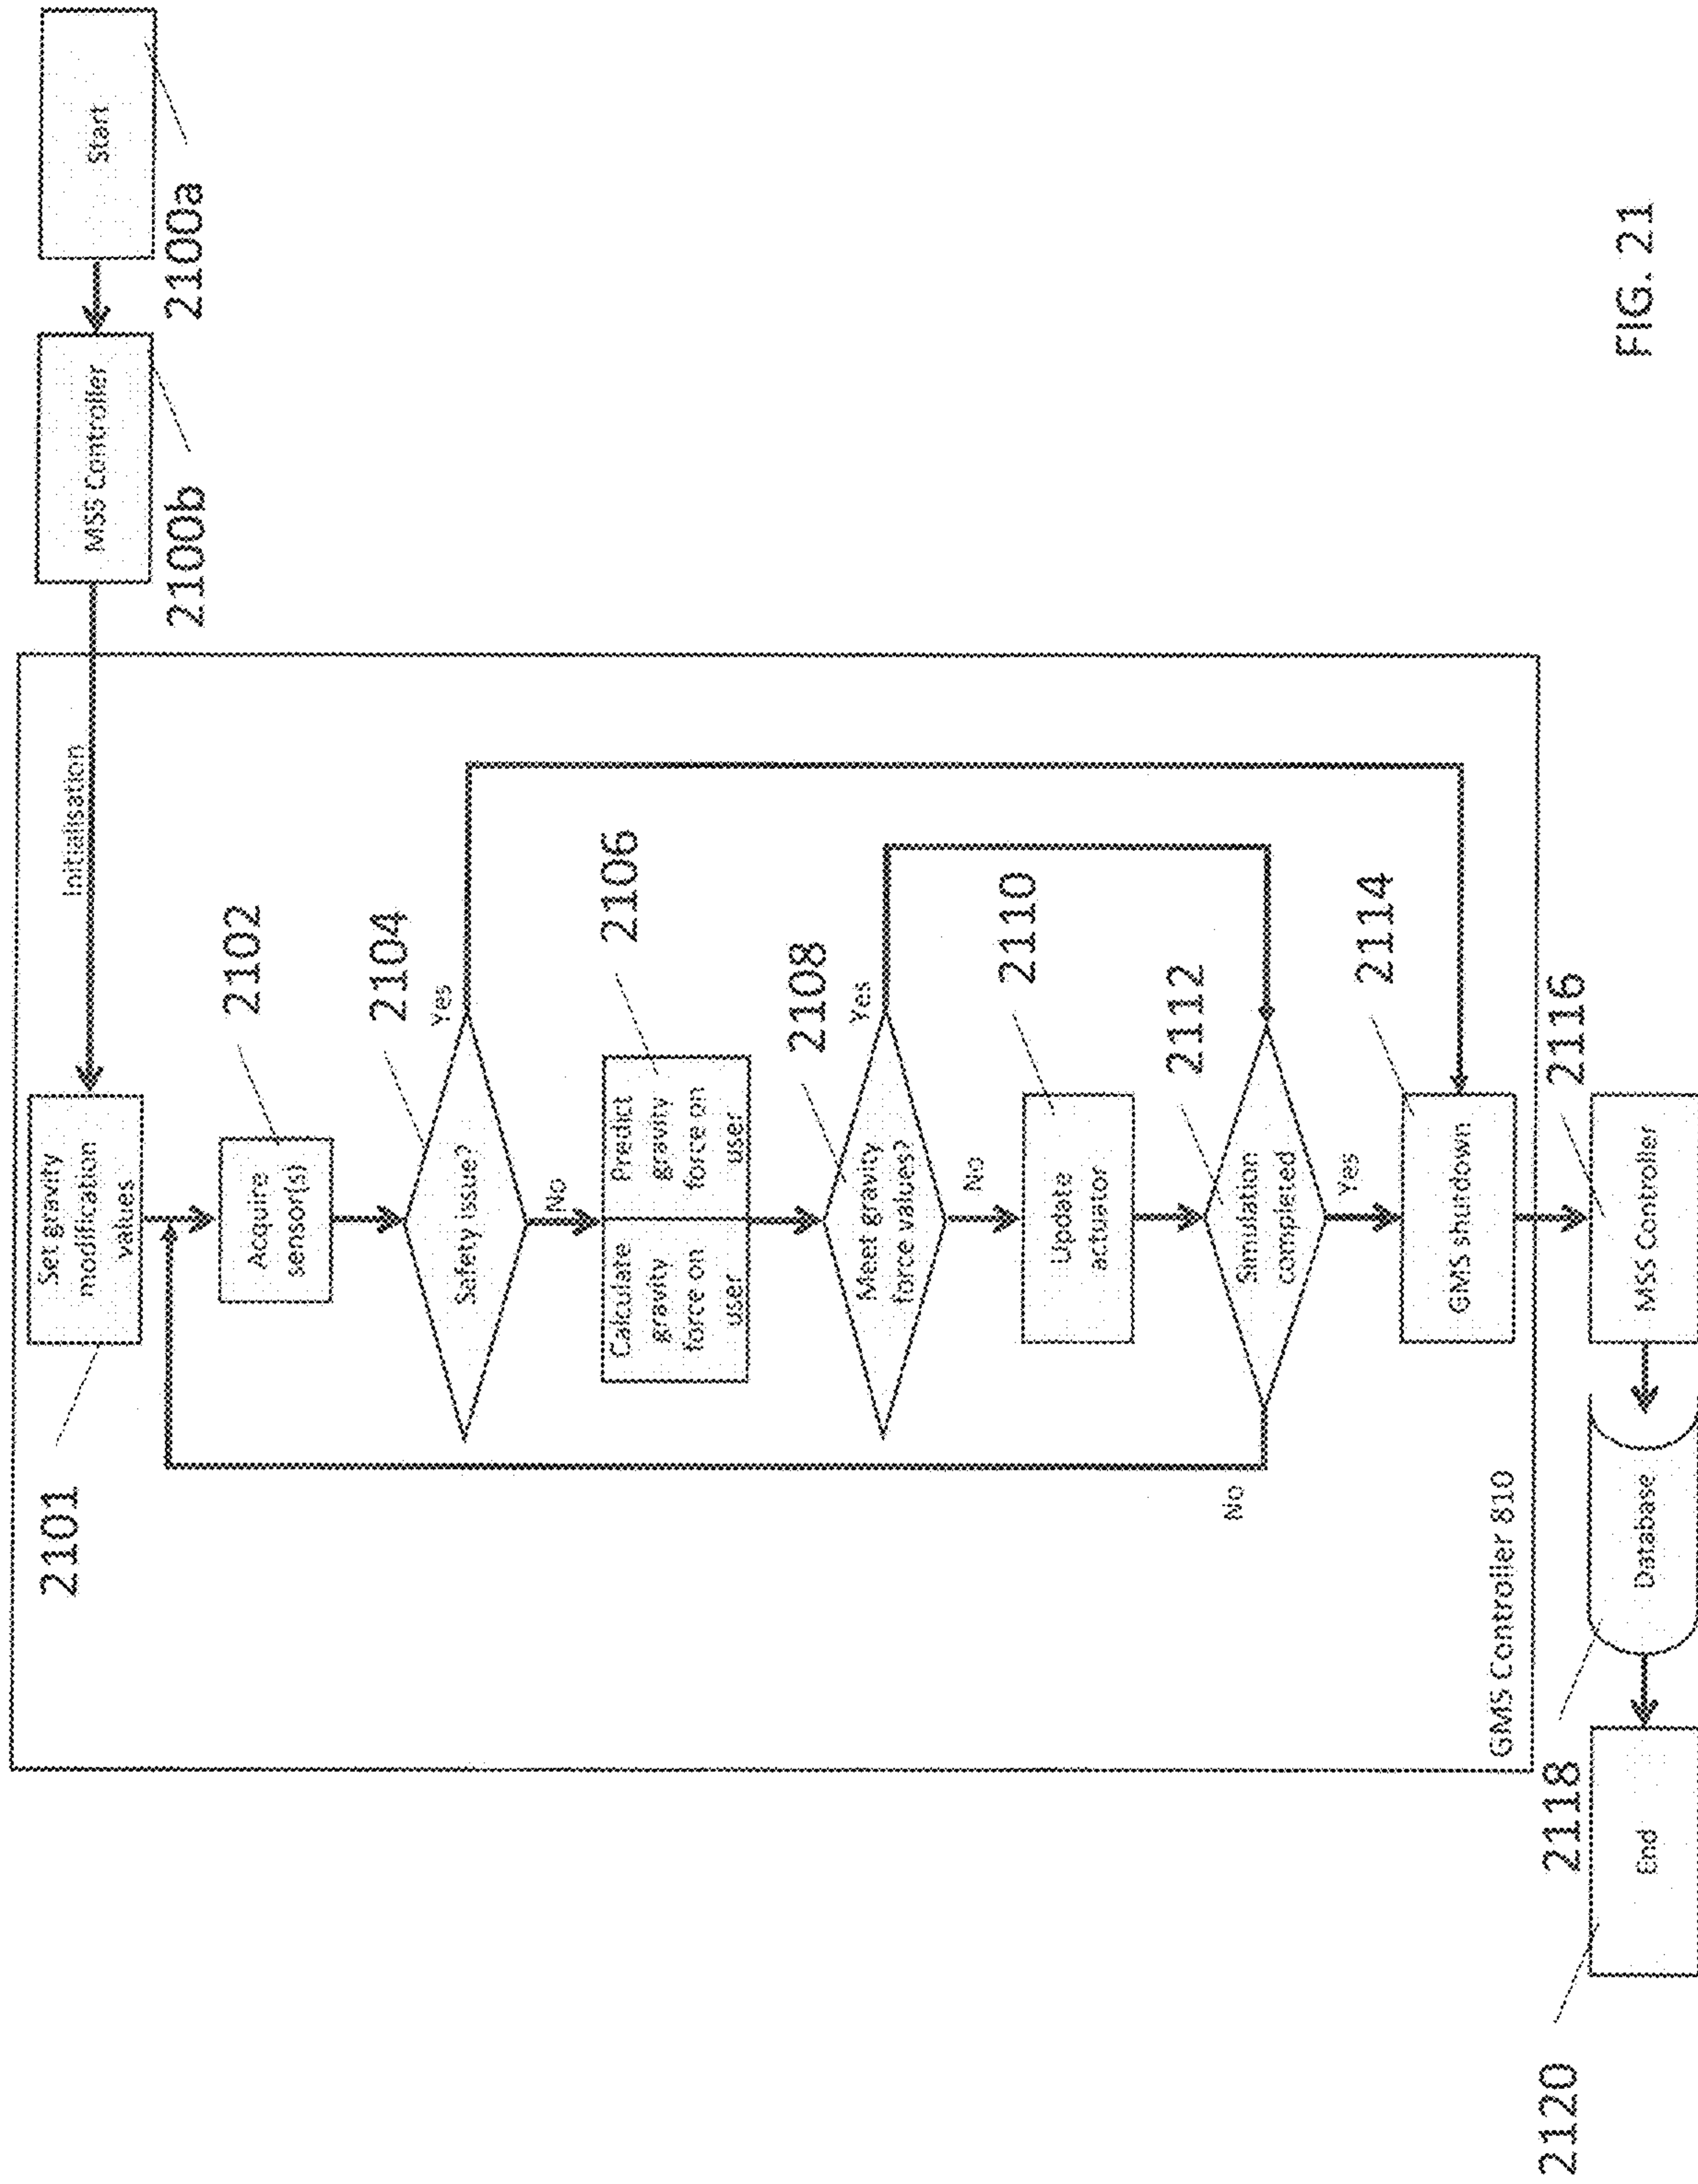 Start
2100a
MSS Controller
2100b
Initialisation
Set gravity
modification
values
2101
Acquire
sensor(s)
2102
Safety issue?
2104
Yes
No
Calculate
gravity
force on
user
Predict
gravity
force on
user
2106
Meet gravity
force values?
2108
Yes
No
Update
actuator
2110
Simulation
completed
2112
No
Yes
GMS shutdown
2114
GMS Controller 810
MSS Controller
2116
Database
2118
End
2120
FIG. 21